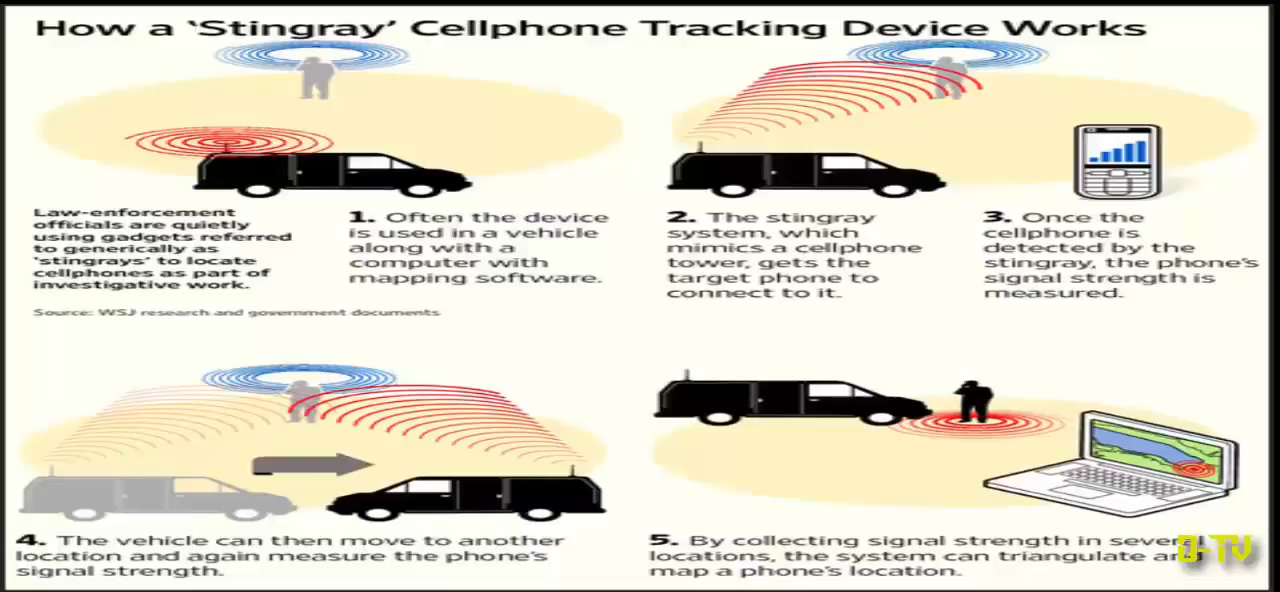 How a 'Stingray' Cellphone Tracking Device Works
Law-enforcement
officials are quietly
using gadgets referred
to generically as
'stingrays' to locate
cellphones as part of
investigative work.
Source: WSJ research and government documents
1. Often the device
is used in a vehicle
along with a
computer with
mapping software.
2. The stingray
system, which
mimics a cellphone
tower, gets the
target phone to
connect to it.
3. Once the
cellphone is
detected by the
stingray, the phone's
signal strength is
measured.
4. The vehicle can then move to another
location and again measure the phone's
signal strength.
5. By collecting signal strength in several
locations, the system can triangulate and
map a phone's location.